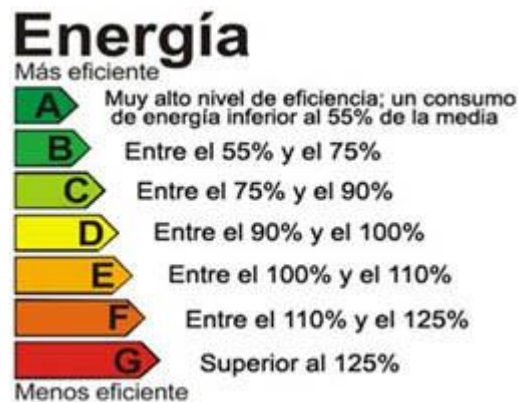 Energía
Más eficiente
A Muy alto nivel de eficiencia; un consumo
de energía inferior al 55% de la media
B Entre el 55% y el 75%
C Entre el 75% y el 90%
D Entre el 90% y el 100%
E Entre el 100% y el 110%
F Entre el 110% y el 125%
G Superior al 125%
Menos eficiente